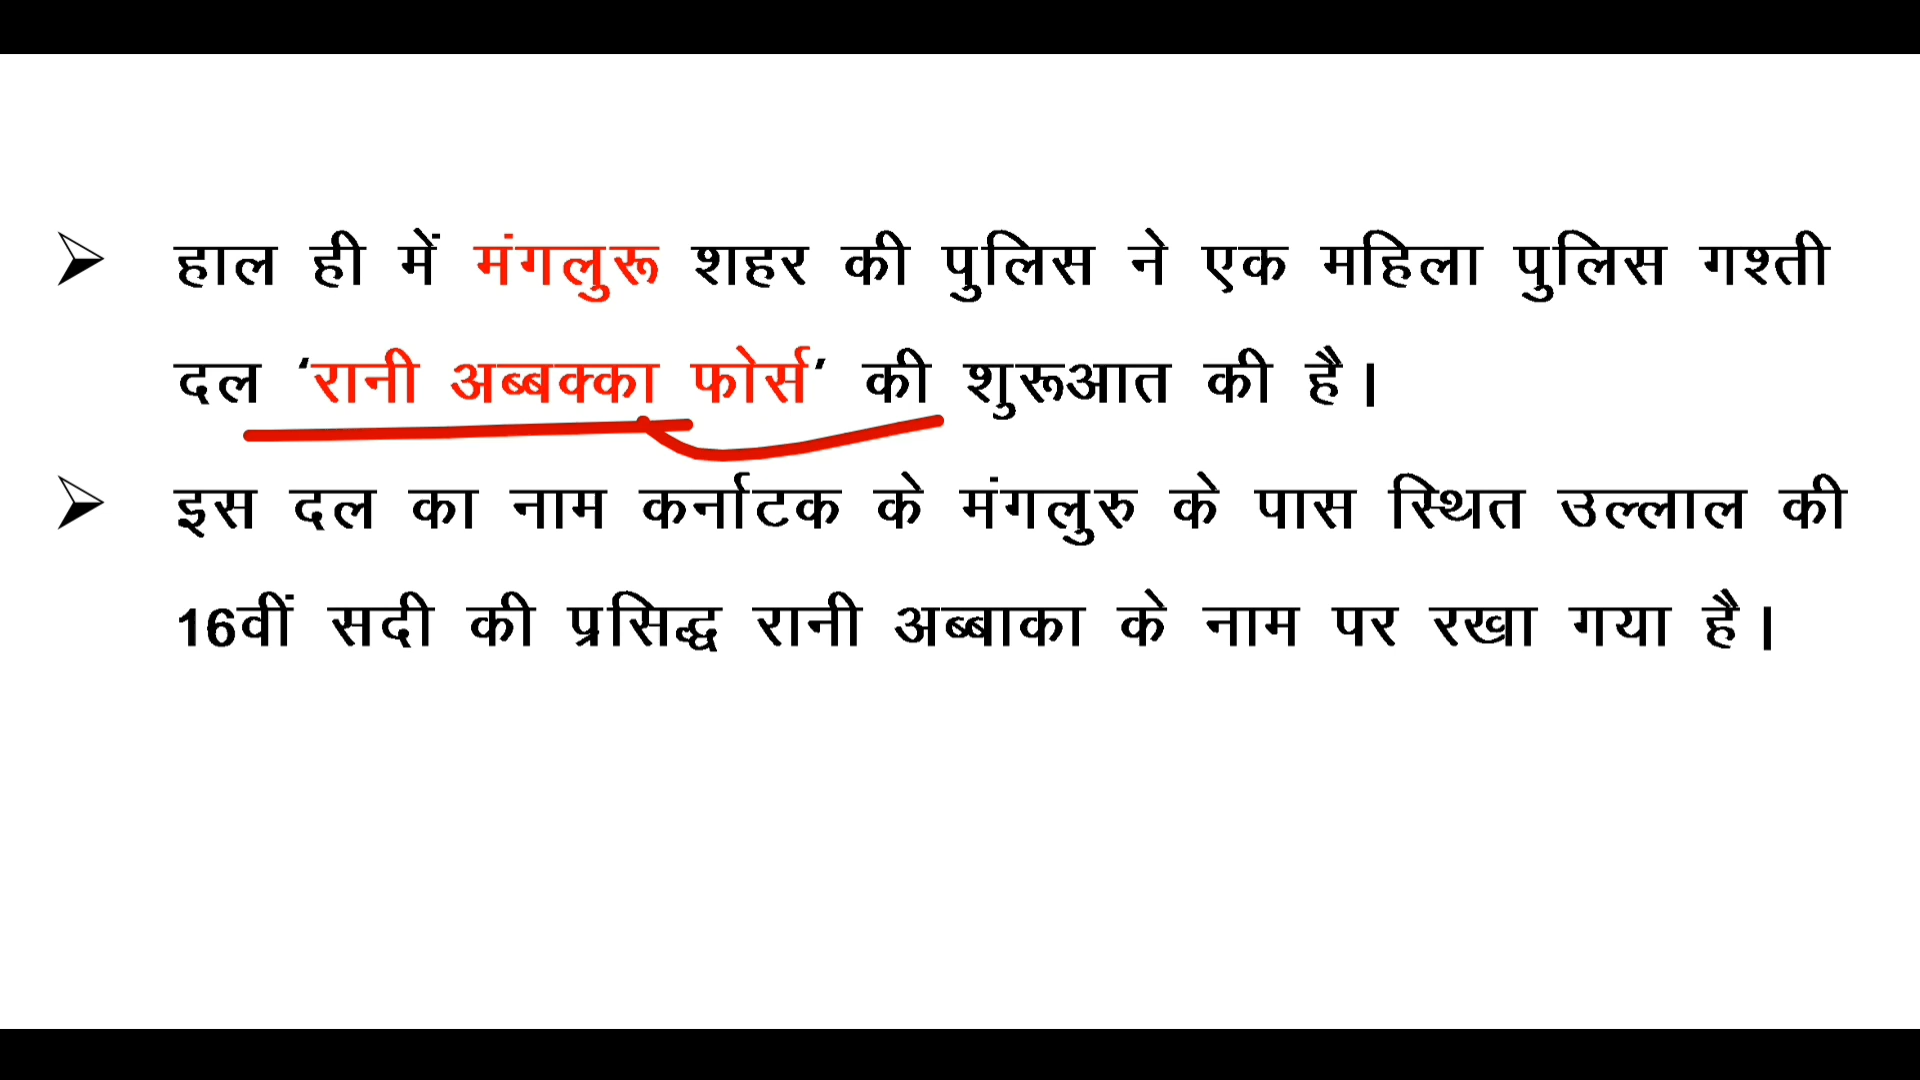 ➢ हाल ही में मंगलुरू शहर की पुलिस ने एक महिला पुलिस गश्ती
दल ‘रानी अब्बक्का फोर्स’ की शुरूआत की है।
➢ इस दल का नाम कर्नाटक के मंगलुरु के पास स्थित उल्लाल की
16वीं सदी की प्रसिद्ध रानी अब्बाका के नाम पर रखा गया है।